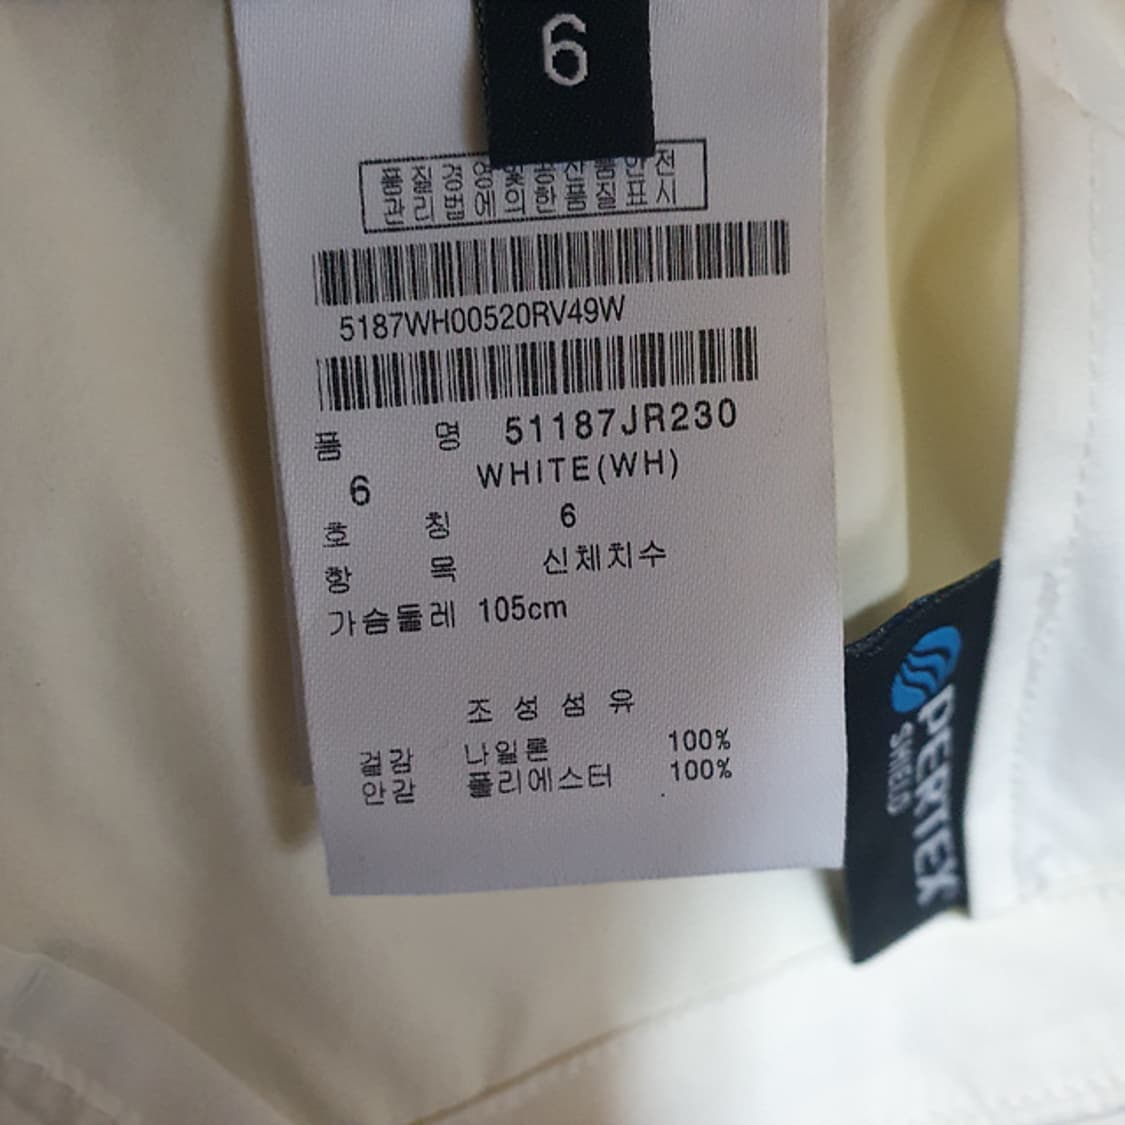 6
품질경영및공산품안전
관리법에의한품질표시
5187WH00520RV49W
품 명 51187JR230
6 WHITE(WH)
호 칭 6
항 목 신체치수
가슴둘레 105cm
조성섬유
겉감 나일론 100%
안감 폴리에스터 100%
PERTEX
SHIELD